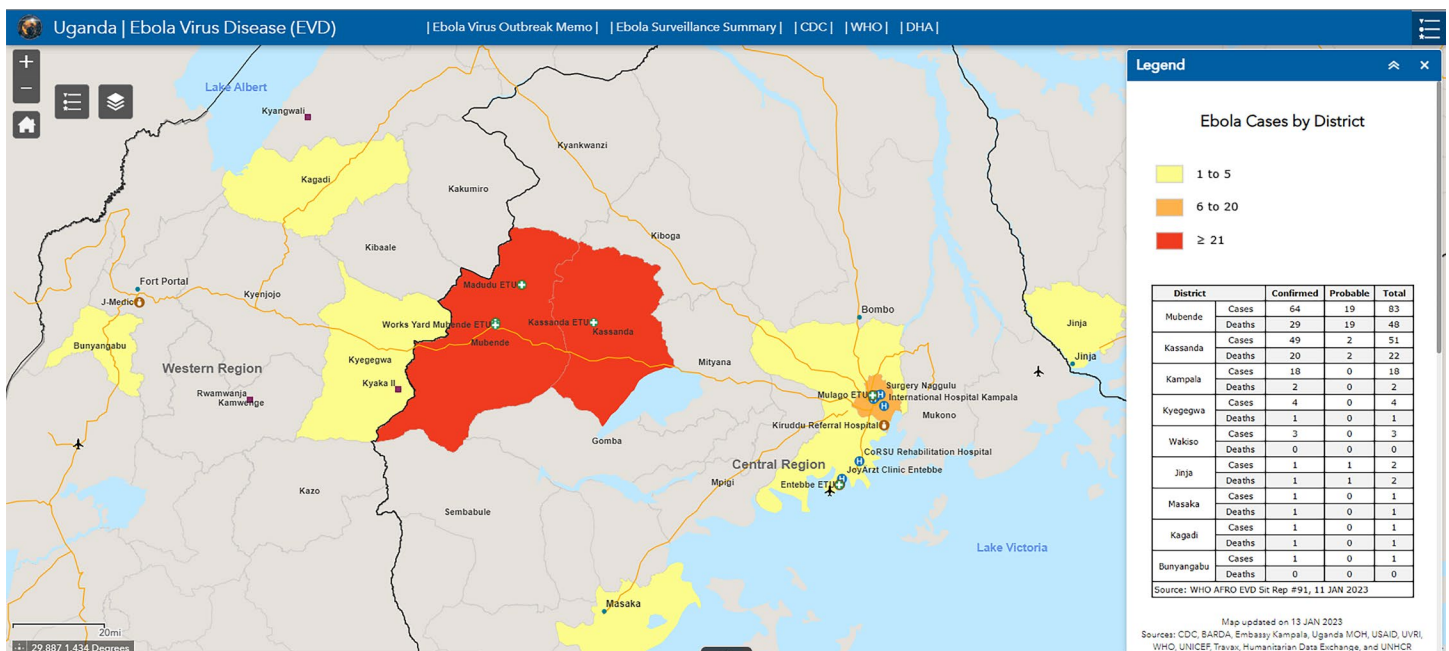 Uganda | Ebola Virus Disease (EVD)
| Ebola Virus Outbreak Memo | | Ebola Surveillance Summary | | CDC | | WHO | | DHA |
+
−
Lake Albert
Kyangwali
Kyankwanzi
Kagadi
Kakumiro
Kiboga
Kibaale
Fort Portal
J-Medic
Kyenjojo
Madudu ETU
Works Yard Mubende ETU
Mubende
Kassanda ETU
Kassanda
Bombo
Jinja
Jinja
Bunyangabu
Western Region
Kyegegwa
Kyaka II
Rwamwanja
Kamwenge
Mityana
Surgery Naggulu
Mulago ETU
International Hospital Kampala
Mukono
Kiruddu Referral Hospital
Gomba
CoRSU Rehabilitation Hospital
Central Region
JoyArzt Clinic Entebbe
Entebbe ETU
Mpigi
Kazo
Sembabule
Lake Victoria
Masaka
20mi
29.887 1.434 Degrees
Legend
Ebola Cases by District
1 to 5
6 to 20
≥ 21
District Confirmed Probable Total
Mubende Cases 64 19 83
Deaths 29 19 48
Kassanda Cases 49 2 51
Deaths 20 2 22
Kampala Cases 18 0 18
Deaths 2 0 2
Kyegegwa Cases 4 0 4
Deaths 1 0 1
Wakiso Cases 3 0 3
Deaths 0 0 0
Jinja Cases 1 1 2
Deaths 1 1 2
Masaka Cases 1 0 1
Deaths 1 0 1
Kagadi Cases 1 0 1
Deaths 1 0 1
Bunyangabu Cases 1 0 1
Deaths 0 0 0
Source: WHO AFRO EVD Sit Rep #91, 11 JAN 2023
Map updated on 13 JAN 2023
Sources: CDC, BARDA, Embassy Kampala, Uganda MOH, USAID, UVRI,
WHO, UNICEF, Travax, Humanitarian Data Exchange, and UNHCR